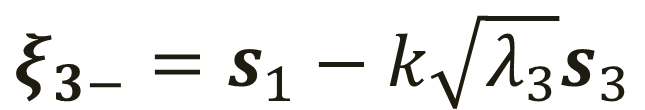 ξ₃₋ = s₁ − k√λ₃ s₃